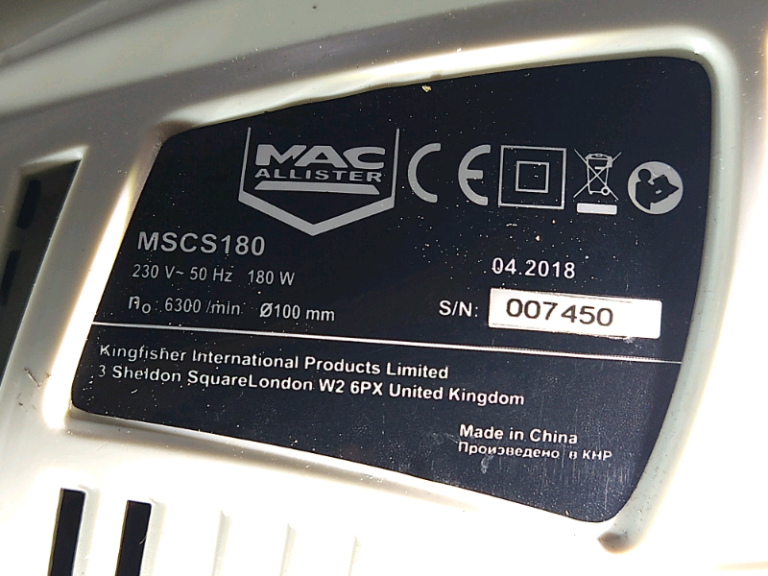 MAC
ALLISTER
CE
MSCS180
230 V~ 50 Hz 180 W
04.2018
n₀ 6300 /min Ø100 mm
S/N: 007450
Kingfisher International Products Limited
3 Sheldon SquareLondon W2 6PX United Kingdom
Made in China
Произведено в КНР